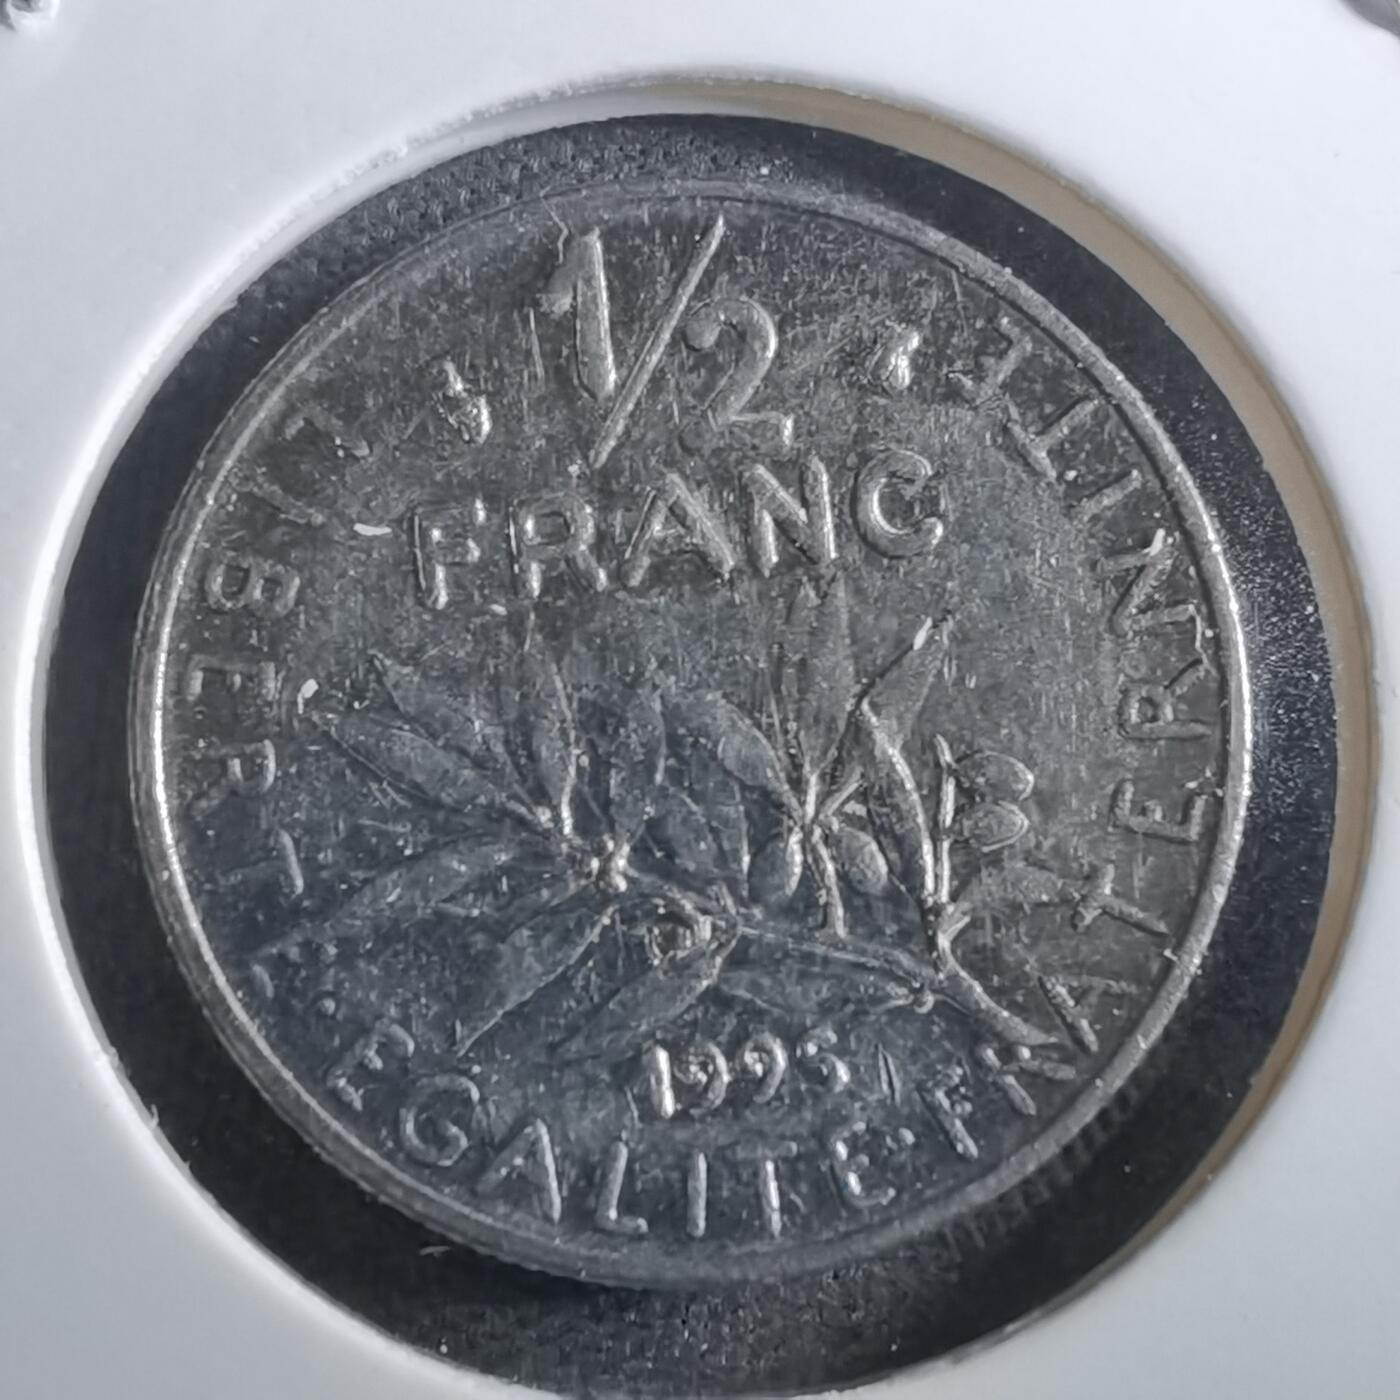 1/2
FRANC
1995
LIBERTE·EGALITE·FRATERNITE